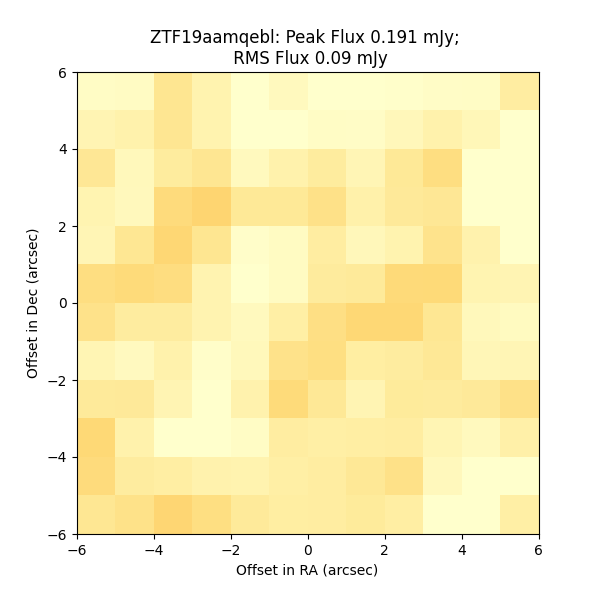 ZTF19aamqebl: Peak Flux 0.191 mJy;
RMS Flux 0.09 mJy
6
4
2
0
−2
−4
−6
Offset in Dec (arcsec)
−6 −4 −2 0 2 4 6
Offset in RA (arcsec)